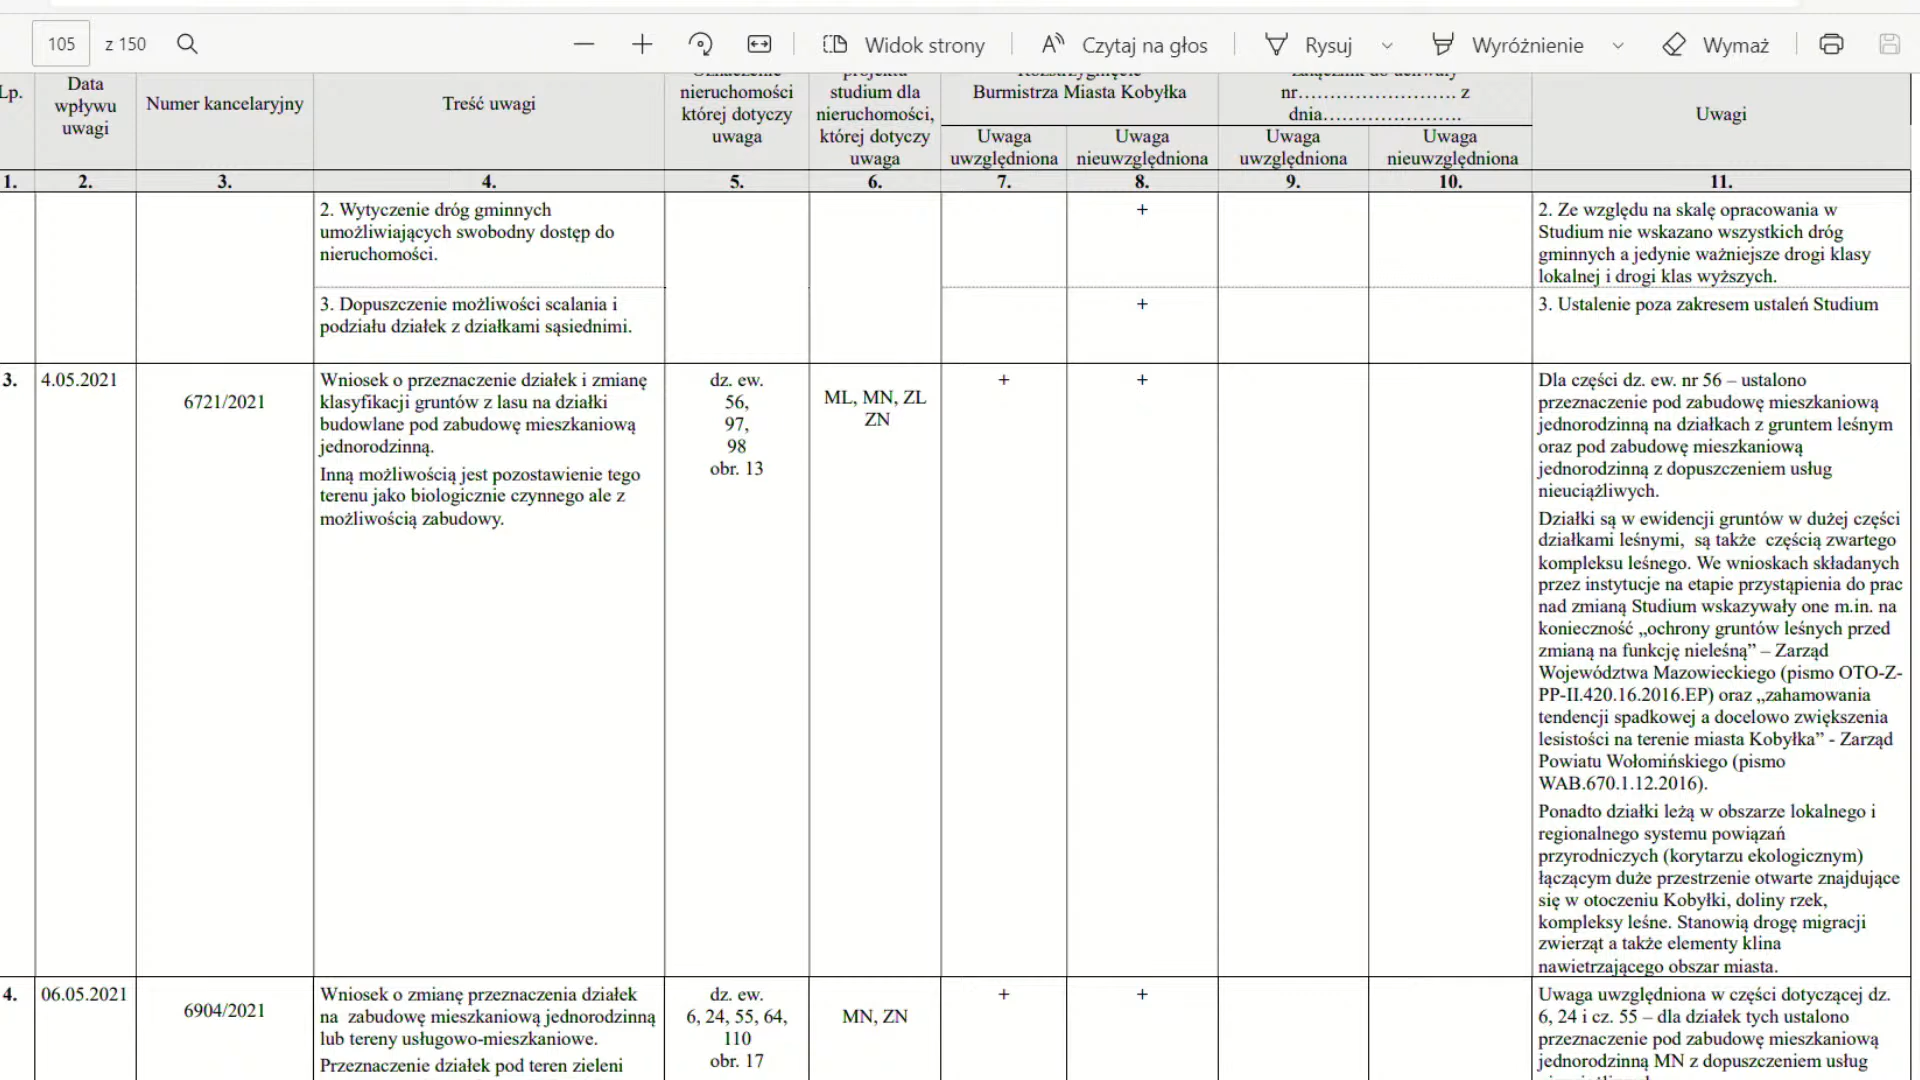 105 z 150 Widok strony Czytaj na głos Rysuj Wyróżnienie Wymaż
Lp.
Data
wpływu
uwagi
Numer kancelaryjny
Treść uwagi
nieruchomości
której dotyczy
uwaga
projektu
studium dla
nieruchomości,
której dotyczy
uwaga
Burmistrza Miasta Kobyłka
Uwaga
uwzględniona
Uwaga
nieuwzględniona
nr……………………. z
dnia………………….
Uwaga
uwzględniona
Uwaga
nieuwzględniona
Uwagi
1. 2. 3. 4. 5. 6. 7. 8. 9. 10. 11.
2. Wytyczenie dróg gminnych
umożliwiających swobodny dostęp do
nieruchomości.
+
2. Ze względu na skalę opracowania w
Studium nie wskazano wszystkich dróg
gminnych a jedynie ważniejsze drogi klasy
lokalnej i drogi klas wyższych.
3. Dopuszczenie możliwości scalania i
podziału działek z działkami sąsiednimi.
+
3. Ustalenie poza zakresem ustaleń Studium
3.
4.05.2021
6721/2021
Wniosek o przeznaczenie działek i zmianę
klasyfikacji gruntów z lasu na działki
budowlane pod zabudowę mieszkaniową
jednorodzinną.
Inną możliwością jest pozostawienie tego
terenu jako biologicznie czynnego ale z
możliwością zabudowy.
dz. ew.
56,
97,
98
obr. 13
ML, MN, ZL
ZN
+
+
Dla części dz. ew. nr 56 – ustalono
przeznaczenie pod zabudowę mieszkaniową
jednorodzinną na działkach z gruntem leśnym
oraz pod zabudowę mieszkaniową
jednorodzinną z dopuszczeniem usług
nieuciążliwych.
Działki są w ewidencji gruntów w dużej części
działkami leśnymi, są także częścią zwartego
kompleksu leśnego. We wnioskach składanych
przez instytucje na etapie przystąpienia do prac
nad zmianą Studium wskazywały one m.in. na
konieczność „ochrony gruntów leśnych przed
zmianą na funkcję nieleśną” – Zarząd
Województwa Mazowieckiego (pismo OTO-Z-
PP-II.420.16.2016.EP) oraz „zahamowania
tendencji spadkowej a docelowo zwiększenia
lesistości na terenie miasta Kobyłka” - Zarząd
Powiatu Wołomińskiego (pismo
WAB.670.1.12.2016).
Ponadto działki leżą w obszarze lokalnego i
regionalnego systemu powiązań
przyrodniczych (korytarzu ekologicznym)
łączącym duże przestrzenie otwarte znajdujące
się w otoczeniu Kobyłki, doliny rzek,
kompleksy leśne. Stanowią drogę migracji
zwierząt a także elementy klina
nawietrzającego obszar miasta.
4.
06.05.2021
6904/2021
Wniosek o zmianę przeznaczenia działek
na zabudowę mieszkaniową jednorodzinną
lub tereny usługowo-mieszkaniowe.
Przeznaczenie działek pod teren zieleni
dz. ew.
6, 24, 55, 64,
110
obr. 17
MN, ZN
+
+
Uwaga uwzględniona w części dotyczącej dz.
6, 24 i cz. 55 – dla działek tych ustalono
przeznaczenie pod zabudowę mieszkaniową
jednorodzinną MN z dopuszczeniem usług